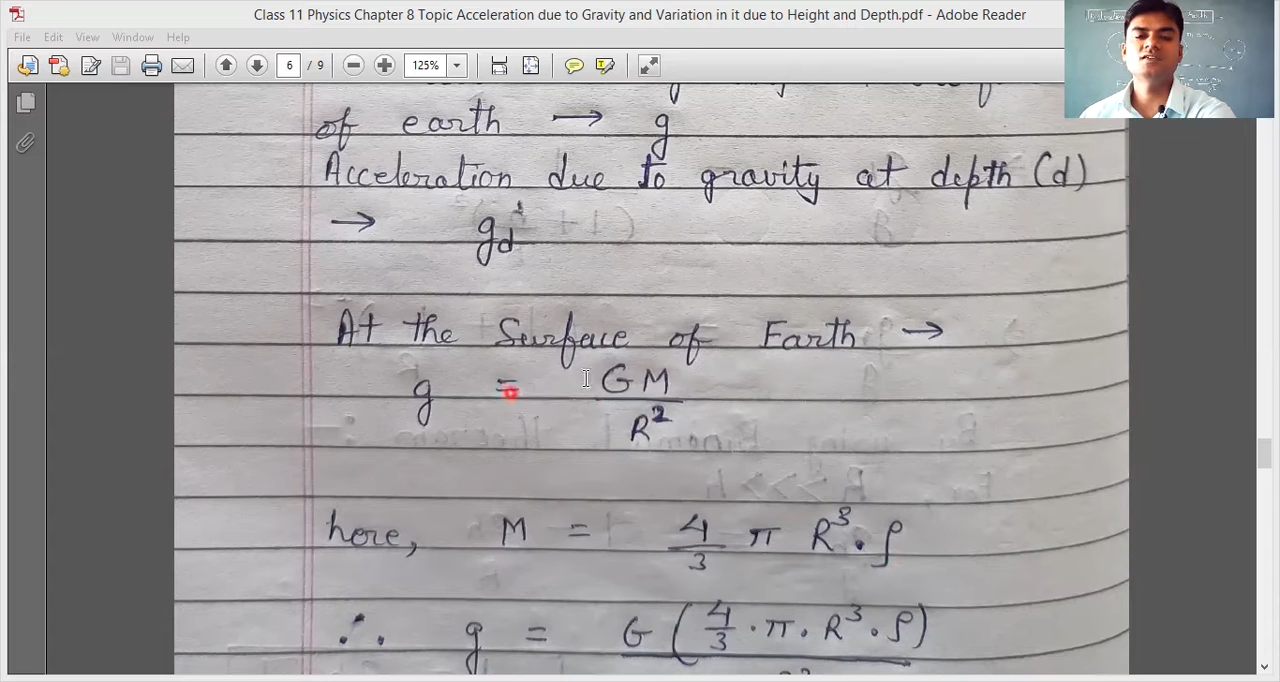 Class 11 Physics Chapter 8 Topic Acceleration due to Gravity and Variation in it due to Height and Depth.pdf - Adobe Reader
File Edit View Window Help
6 / 9 125%
of earth → g
Acceleration due to gravity at depth (d)
→ g_d
At the Surface of Earth →
g = GM / R²
here, M = 4/3 π R³ . ρ
∴ g = G ( 4/3 . π . R³ . ρ )